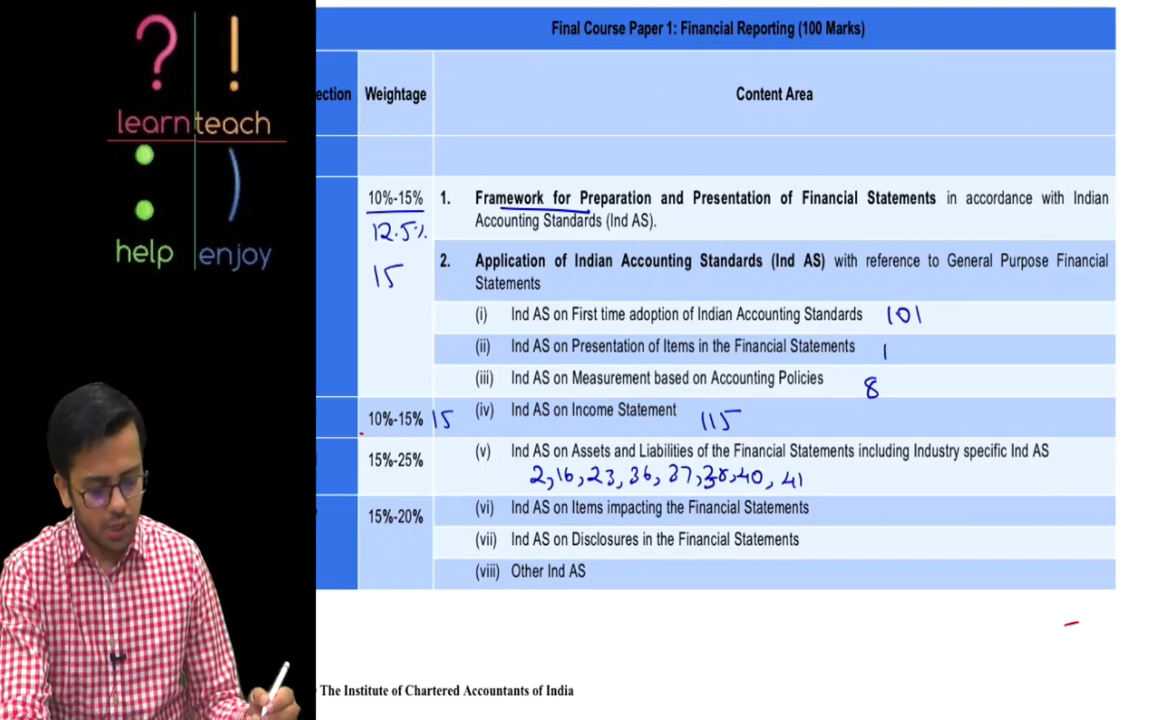 ? !
learn teach
: )
help enjoy
Final Course Paper 1: Financial Reporting (100 Marks)
ection Weightage Content Area
10%-15% 1. Framework for Preparation and Presentation of Financial Statements in accordance with Indian
12.5% Accounting Standards (Ind AS).
15 2. Application of Indian Accounting Standards (Ind AS) with reference to General Purpose Financial
Statements
(i) Ind AS on First time adoption of Indian Accounting Standards 101
(ii) Ind AS on Presentation of Items in the Financial Statements 1
(iii) Ind AS on Measurement based on Accounting Policies 8
10%-15% 15 (iv) Ind AS on Income Statement 115
15%-25% (v) Ind AS on Assets and Liabilities of the Financial Statements including Industry specific Ind AS
2, 16, 23, 36, 37, 38, 40, 41
15%-20% (vi) Ind AS on Items impacting the Financial Statements
(vii) Ind AS on Disclosures in the Financial Statements
(viii) Other Ind AS
The Institute of Chartered Accountants of India